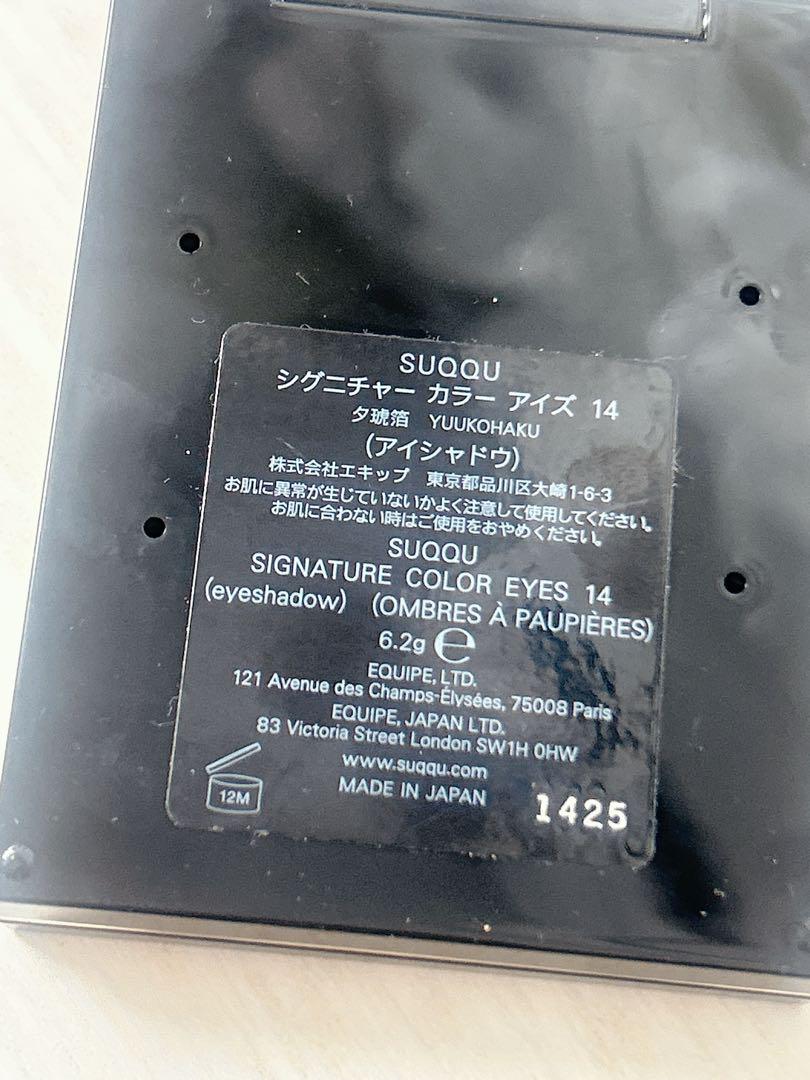 SUQQU
シグニチャー カラー アイズ 14
夕琥箔 YUUKOHAKU
(アイシャドウ)
株式会社エキップ 東京都品川区大崎1-6-3
お肌に異常が生じていないかよく注意して使用してください。
お肌に合わない時はご使用をおやめください。
SUQQU
SIGNATURE COLOR EYES 14
(eyeshadow) (OMBRES À PAUPIÈRES)
6.2g ℮
EQUIPE, LTD.
121 Avenue des Champs-Élysées, 75008 Paris
EQUIPE, JAPAN LTD.
83 Victoria Street London SW1H 0HW
www.suqqu.com
MADE IN JAPAN
12M
1425